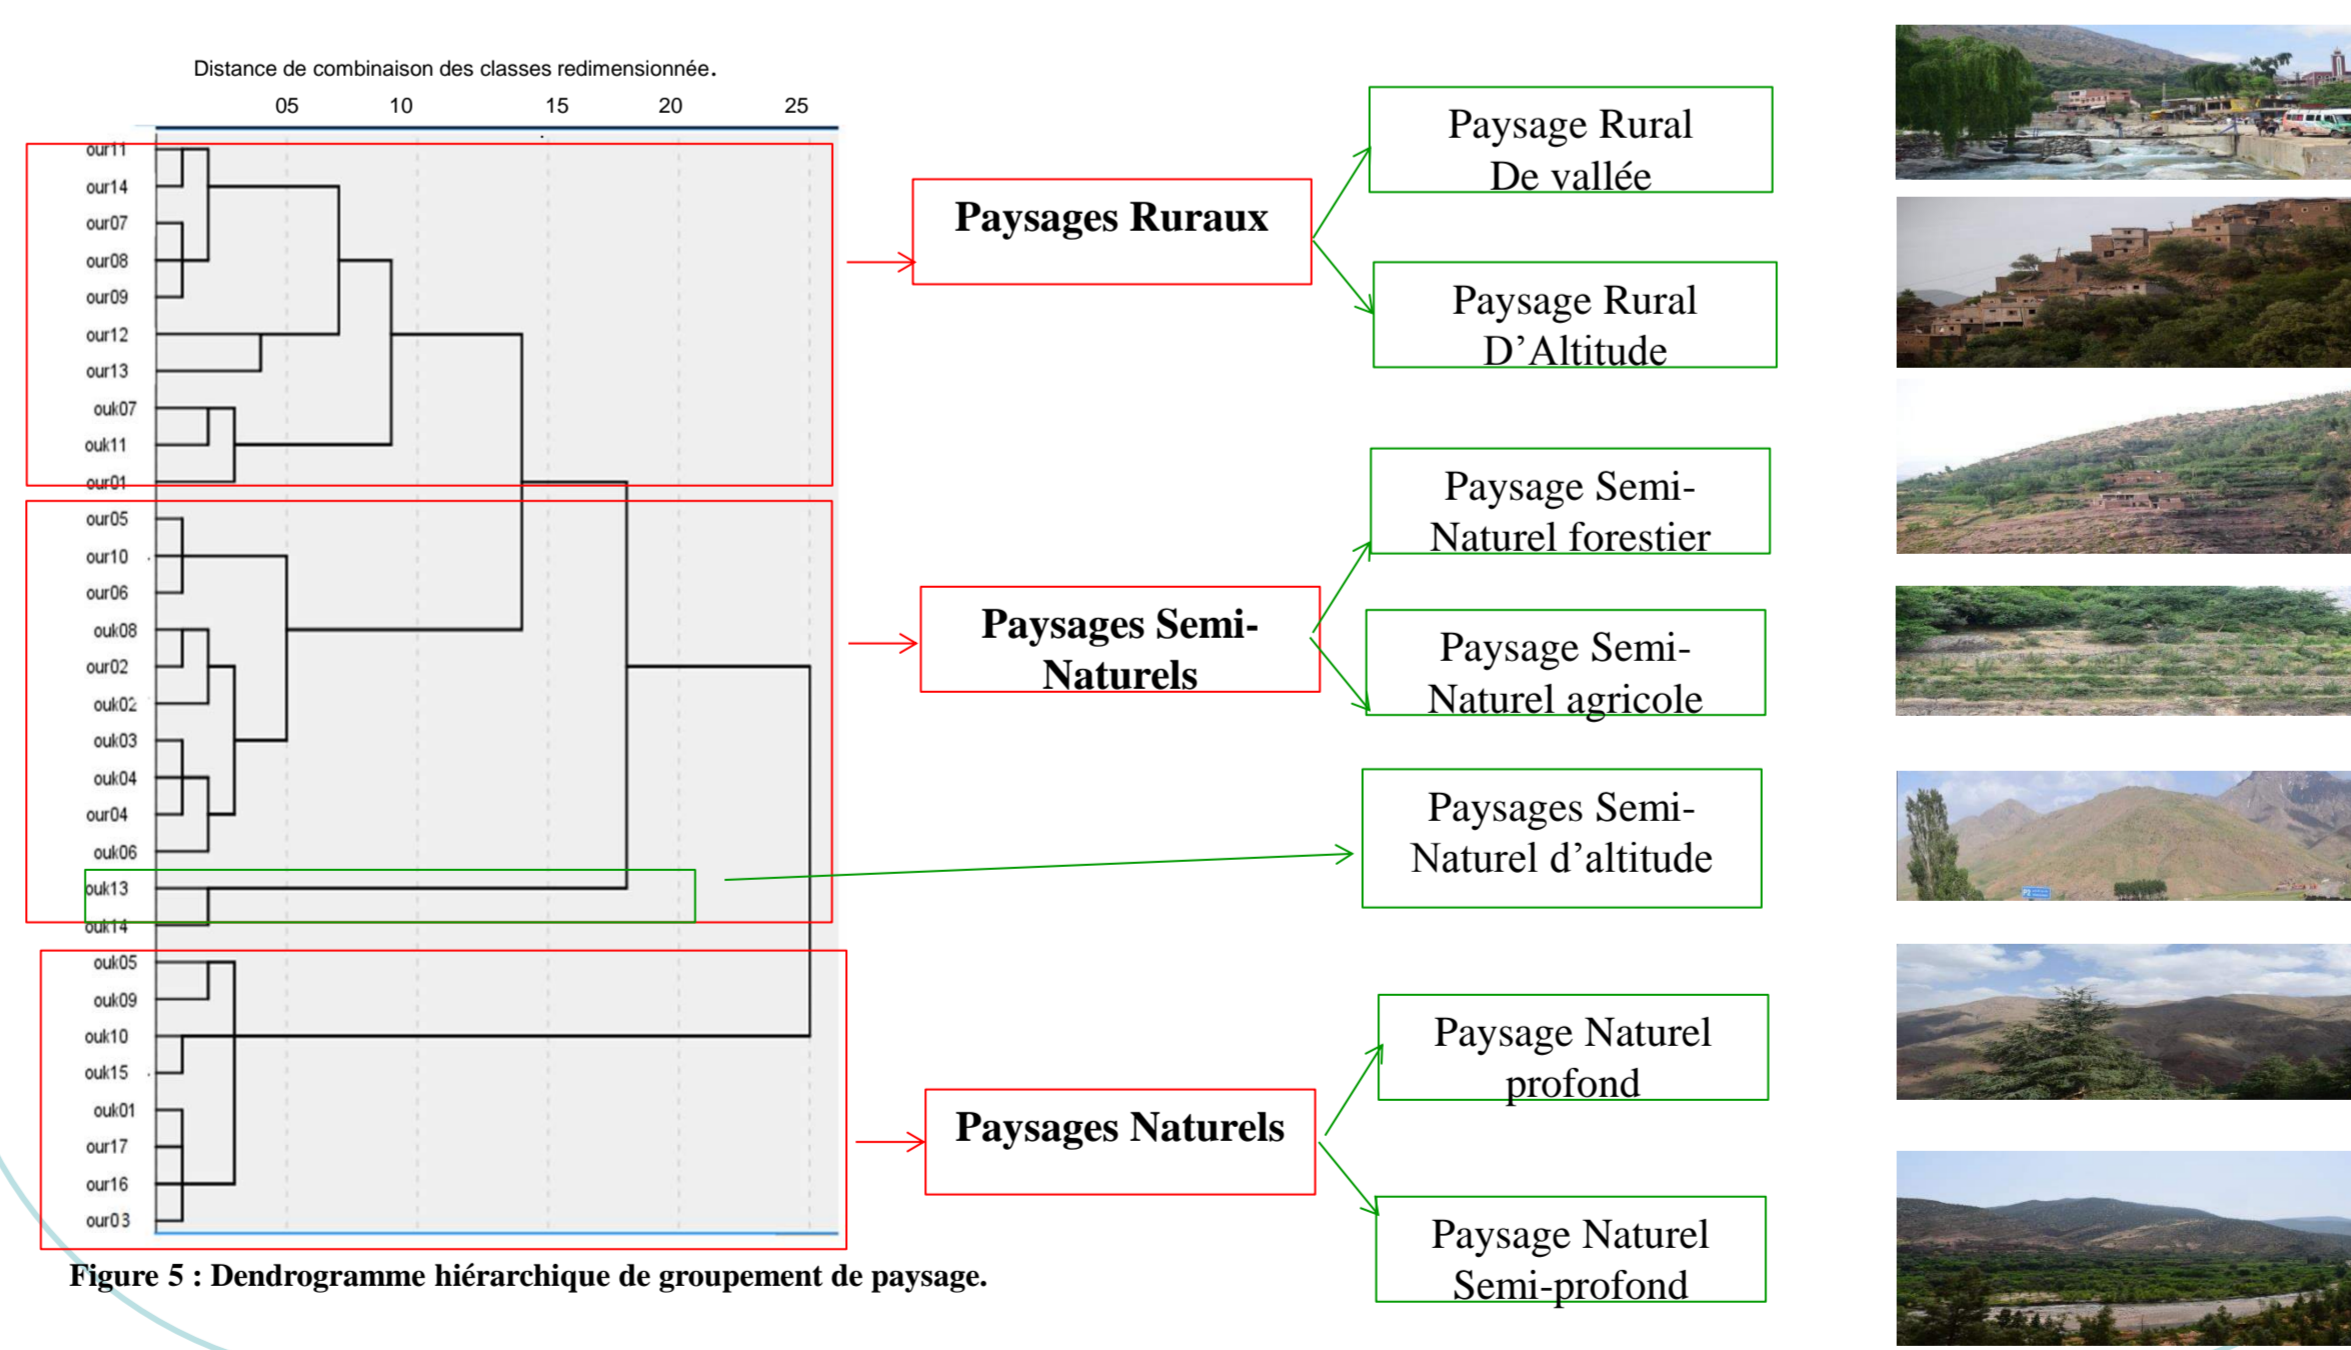 Distance de combinaison des classes redimensionnée.
05 10 15 20 25
our11
our14
our07
our08
our09
our12
our13
ouk07
ouk11
our01
our05
our10
our06
ouk08
our02
ouk02
ouk03
ouk04
our04
ouk06
ouk13
ouk14
ouk05
ouk09
ouk10
ouk15
ouk01
our17
our16
our03
Paysages Ruraux
Paysage Rural
De vallée
Paysage Rural
D’Altitude
Paysages Semi-
Naturels
Paysage Semi-
Naturel forestier
Paysage Semi-
Naturel agricole
Paysages Semi-
Naturel d’altitude
Paysages Naturels
Paysage Naturel
profond
Paysage Naturel
Semi-profond
Figure 5 : Dendrogramme hiérarchique de groupement de paysage.